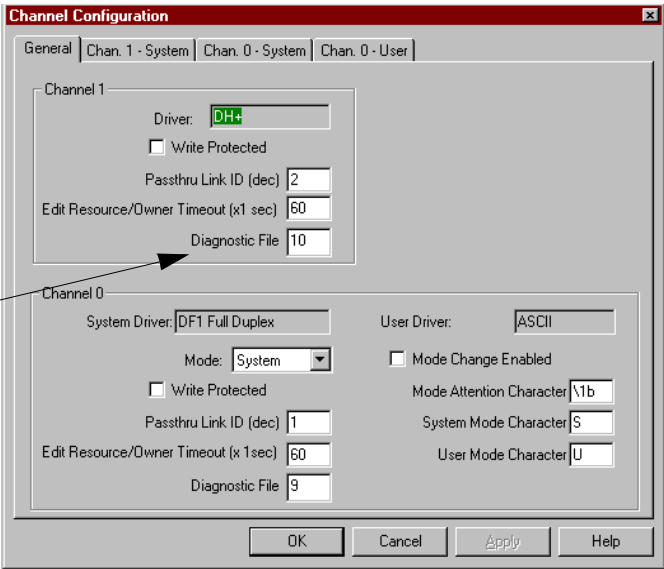 Channel Configuration
General Chan. 1 - System Chan. 0 - System Chan. 0 - User
Channel 1
Driver: DH+
Write Protected
Passthru Link ID (dec) 2
Edit Resource/Owner Timeout (x1 sec) 60
Diagnostic File 10
Channel 0
System Driver: DF1 Full Duplex
Mode: System
Write Protected
Passthru Link ID (dec) 1
Edit Resource/Owner Timeout (x 1sec) 60
Diagnostic File 9
User Driver: ASCII
Mode Change Enabled
Mode Attention Character \1b
System Mode Character S
User Mode Character U
OK Cancel Apply Help